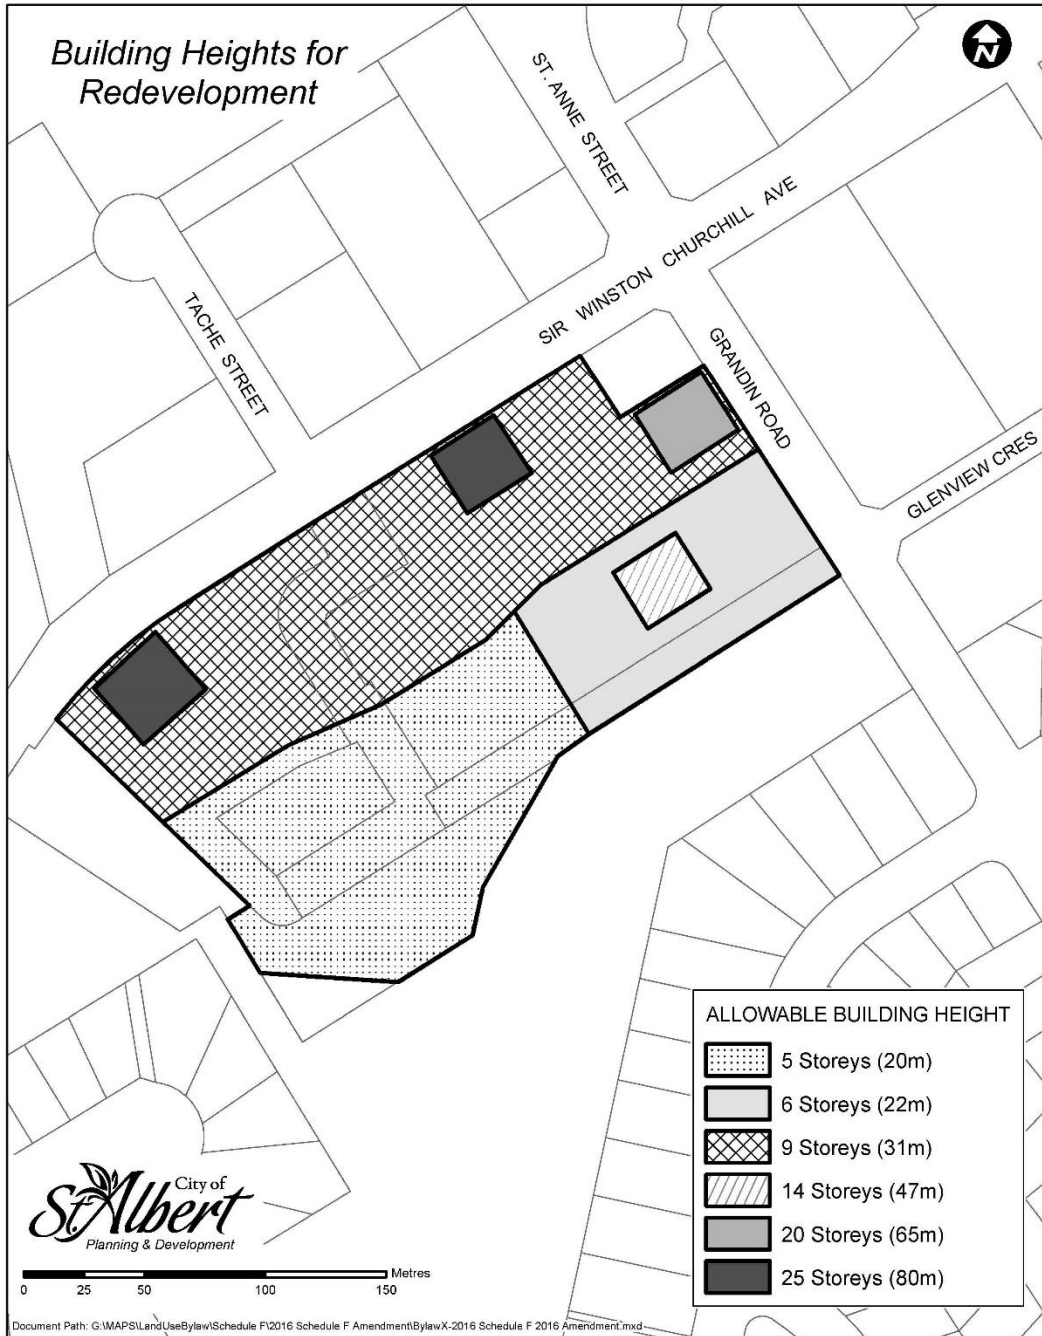 Building Heights for
Redevelopment
N
ST. ANNE STREET
SIR WINSTON CHURCHILL AVE
TACHE STREET
GRANDIN ROAD
GLENVIEW CRES
ALLOWABLE BUILDING HEIGHT
5 Storeys (20m)
6 Storeys (22m)
9 Storeys (31m)
14 Storeys (47m)
20 Storeys (65m)
25 Storeys (80m)
City of
St. Albert
Planning & Development
Metres
0 25 50 100 150
Document Path: G:\MAPS\LandUseBylaw\Schedule F\2016 Schedule F Amendment\BylawX-2016 Schedule F 2016 Amendment.mxd